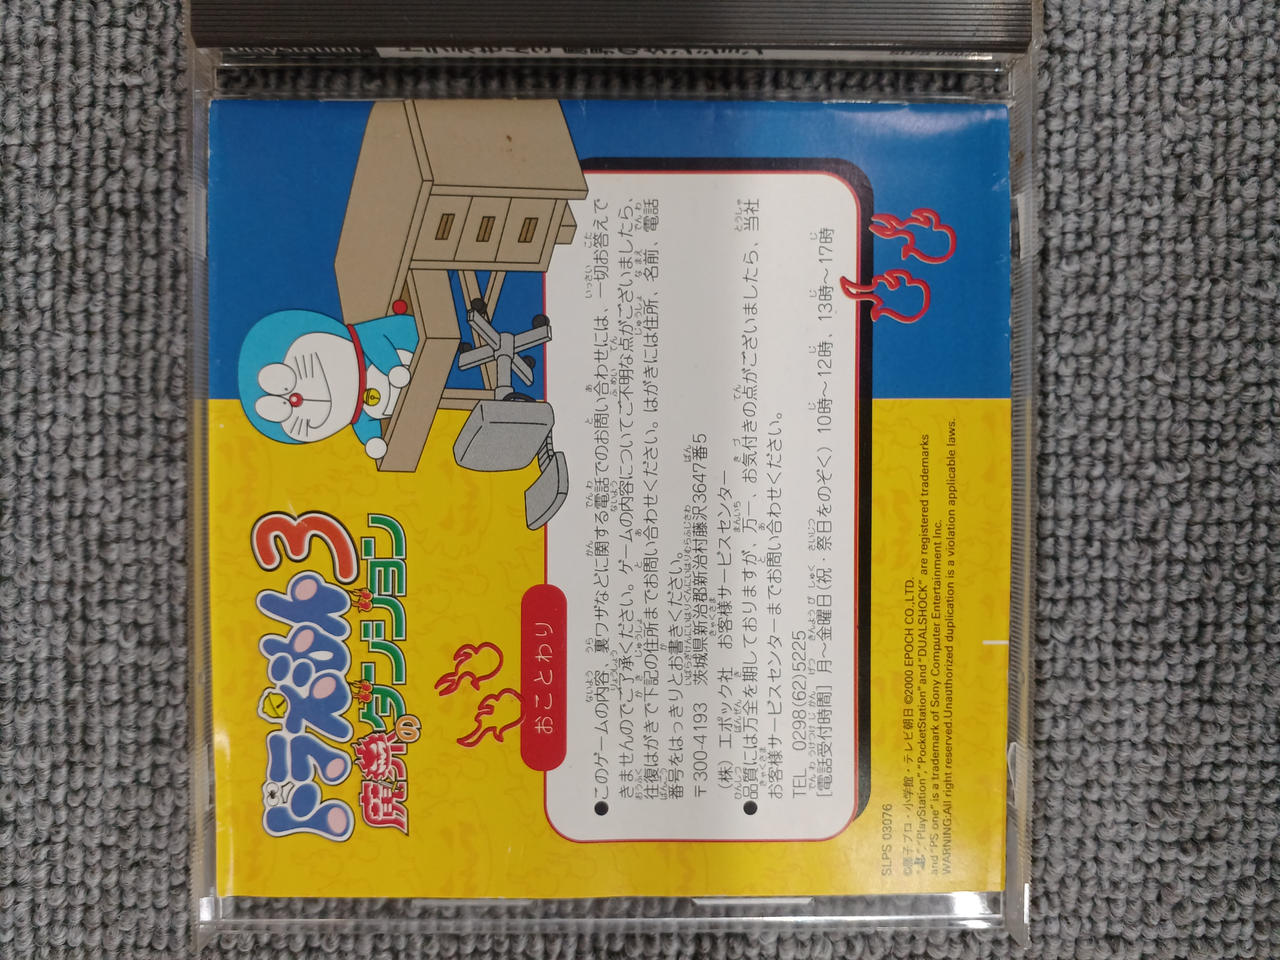 ドラえもん3
魔界のダンジョン
おことわり
●このゲームの内容、裏ワザなどに関する電話でのお問い合わせには、一切お答えで
きませんのでご了承ください。ゲームの内容についてご不明な点がございましたら、
往復はがきで下記の住所までお問い合わせください。はがきには住所、名前、電話
番号をはっきりとお書きください。
〒300-4193 茨城県新治郡新治村藤沢3647番5
(株)エポック社 お客様サービスセンター
●品質には万全を期しておりますが、万一、お気付きの点がございましたら、当社
お客様サービスセンターまでお問い合わせください。
TEL 0298(62)5225
[電話受付時間] 月～金曜日(祝・祭日をのぞく) 10時～12時、13時～17時
SLPS 03076
©藤子プロ・小学館・テレビ朝日 ©2000 EPOCH CO.,LTD.
"PlayStation","PocketStation"and "DUALSHOCK" are registered trademarks
and "PS one" is a trademark of Sony Computer Entertainment Inc.
WARNING:All right reserved.Unauthorized duplication is a violation applicable laws.